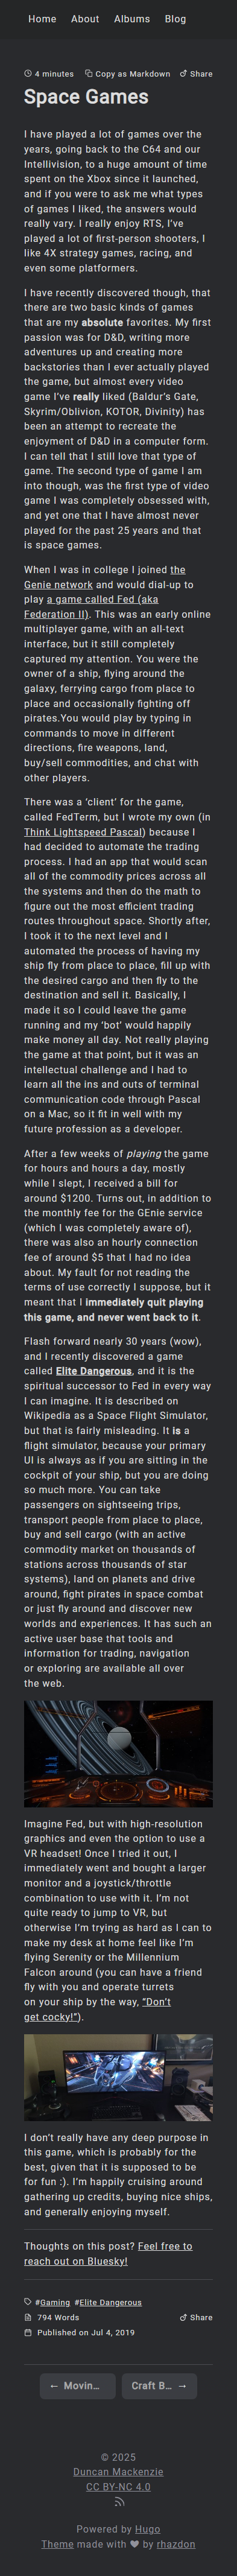 Home About Albums Blog
4 minutes Copy as Markdown Share
Space Games
I have played a lot of games over the
years, going back to the C64 and our
Intellivision, to a huge amount of time
spent on the Xbox since it launched,
and if you were to ask me what types
of games I liked, the answers would
really vary. I really enjoy RTS, I’ve
played a lot of first-person shooters, I
like 4X strategy games, racing, and
even some platformers.
I have recently discovered though, that
there are two basic kinds of games
that are my absolute favorites. My first
passion was for D&D, writing more
adventures up and creating more
backstories than I ever actually played
the game, but almost every video
game I’ve really liked (Baldur’s Gate,
Skyrim/Oblivion, KOTOR, Divinity) has
been an attempt to recreate the
enjoyment of D&D in a computer form.
I can tell that I still love that type of
game. The second type of game I am
into though, was the first type of video
game I was completely obsessed with,
and yet one that I have almost never
played for the past 25 years and that
is space games.
When I was in college I joined the
Genie network and would dial-up to
play a game called Fed (aka
Federation II). This was an early online
multiplayer game, with an all-text
interface, but it still completely
captured my attention. You were the
owner of a ship, flying around the
galaxy, ferrying cargo from place to
place and occasionally fighting off
pirates.You would play by typing in
commands to move in different
directions, fire weapons, land,
buy/sell commodities, and chat with
other players.
There was a ‘client’ for the game,
called FedTerm, but I wrote my own (in
Think Lightspeed Pascal) because I
had decided to automate the trading
process. I had an app that would scan
all of the commodity prices across all
the systems and then do the math to
figure out the most efficient trading
routes throughout space. Shortly after,
I took it to the next level and I
automated the process of having my
ship fly from place to place, fill up with
the desired cargo and then fly to the
destination and sell it. Basically, I
made it so I could leave the game
running and my ‘bot’ would happily
make money all day. Not really playing
the game at that point, but it was an
intellectual challenge and I had to
learn all the ins and outs of terminal
communication code through Pascal
on a Mac, so it fit in well with my
future profession as a developer.
After a few weeks of playing the game
for hours and hours a day, mostly
while I slept, I received a bill for
around $1200. Turns out, in addition to
the monthly fee for the GEnie service
(which I was completely aware of),
there was also an hourly connection
fee of around $5 that I had no idea
about. My fault for not reading the
terms of use correctly I suppose, but it
meant that I immediately quit playing
this game, and never went back to it.
Flash forward nearly 30 years (wow),
and I recently discovered a game
called Elite Dangerous, and it is the
spiritual successor to Fed in every way
I can imagine. It is described on
Wikipedia as a Space Flight Simulator,
but that is fairly misleading. It is a
flight simulator, because your primary
UI is always as if you are sitting in the
cockpit of your ship, but you are doing
so much more. You can take
passengers on sightseeing trips,
transport people from place to place,
buy and sell cargo (with an active
commodity market on thousands of
stations across thousands of star
systems), land on planets and drive
around, fight pirates in space combat
or just fly around and discover new
worlds and experiences. It has such an
active user base that tools and
information for trading, navigation
or exploring are available all over
the web.
Imagine Fed, but with high-resolution
graphics and even the option to use a
VR headset! Once I tried it out, I
immediately went and bought a larger
monitor and a joystick/throttle
combination to use with it. I’m not
quite ready to jump to VR, but
otherwise I’m trying as hard as I can to
make my desk at home feel like I’m
flying Serenity or the Millennium
Falcon around (you can have a friend
fly with you and operate turrets
on your ship by the way, “Don’t
get cocky!”).
I don’t really have any deep purpose in
this game, which is probably for the
best, given that it is supposed to be
for fun :). I’m happily cruising around
gathering up credits, buying nice ships,
and generally enjoying myself.
Thoughts on this post? Feel free to
reach out on Bluesky!
#Gaming #Elite Dangerous
794 Words Share
Published on Jul 4, 2019
← Movin… Craft B… →
© 2025
Duncan Mackenzie
CC BY-NC 4.0
Powered by Hugo
Theme made with ❤ by rhazdon